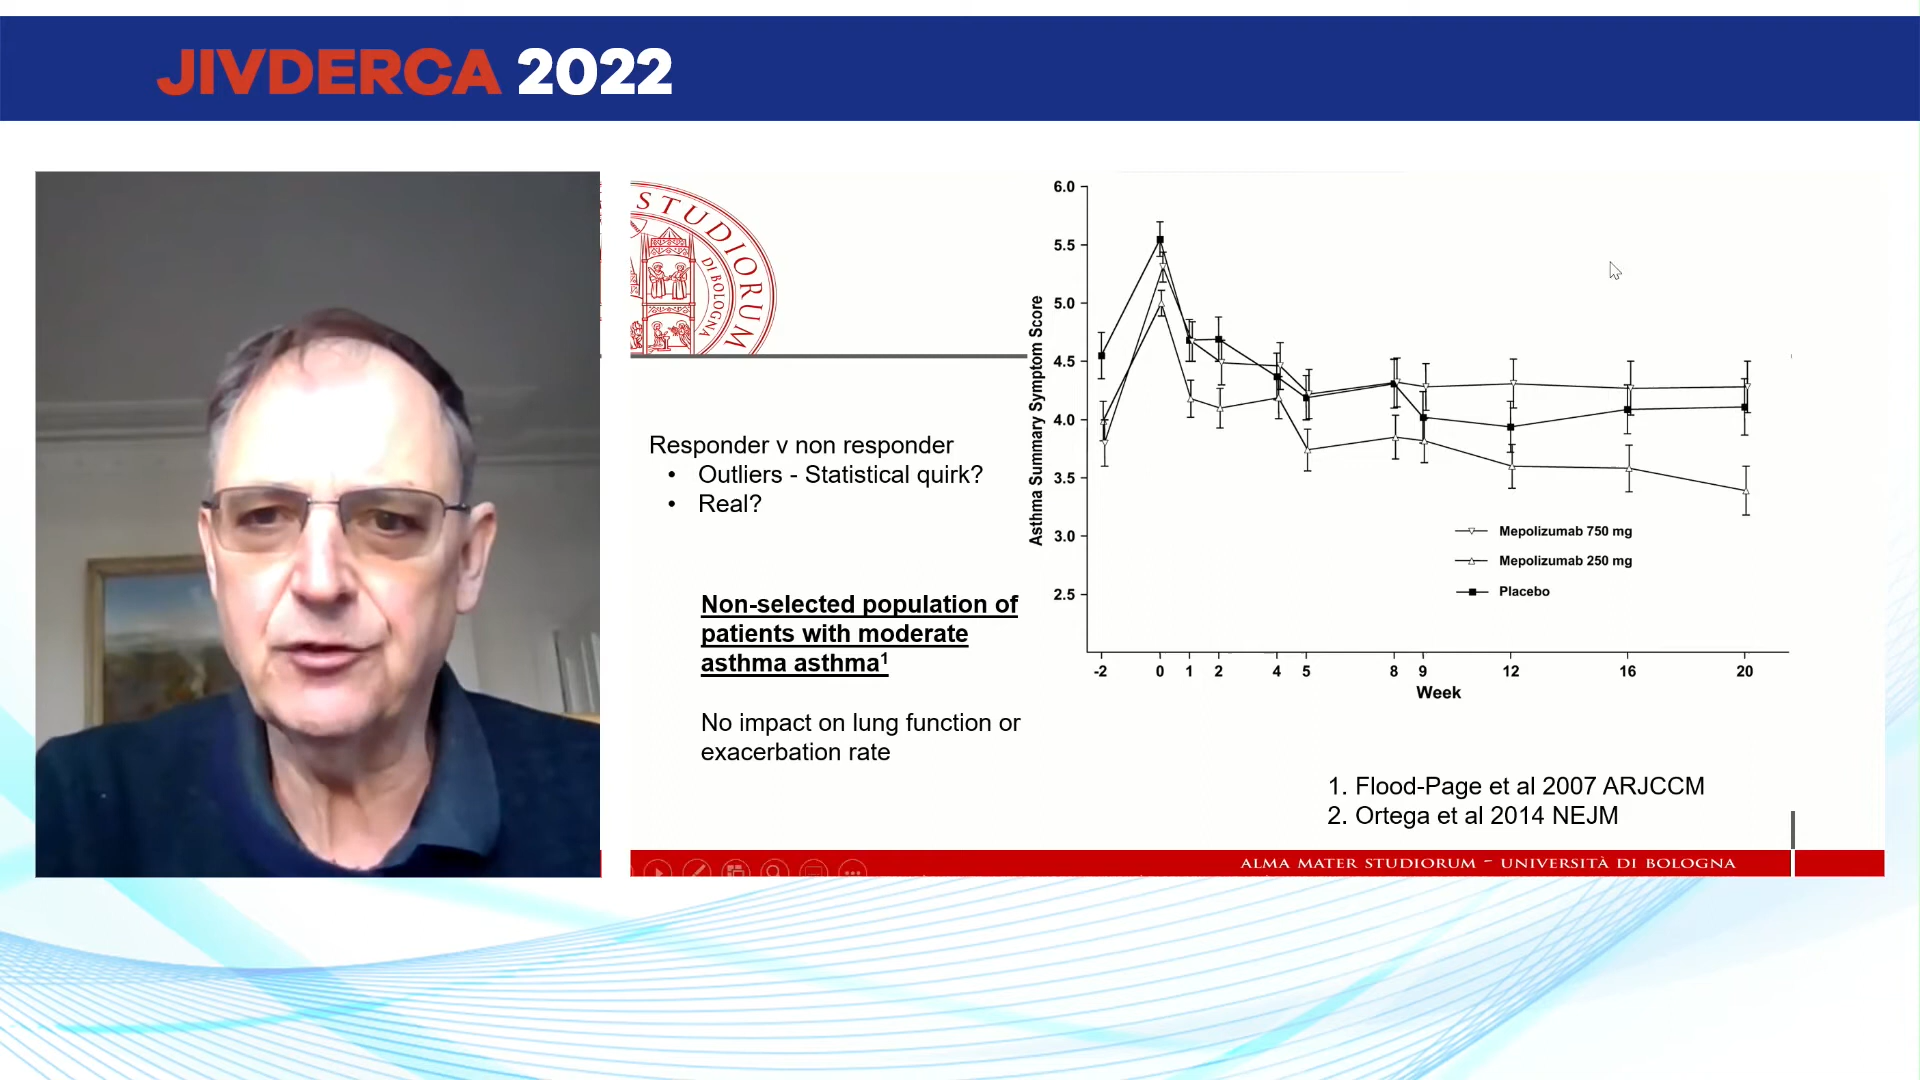 JIVDERCA 2022
STUDIORUM
DI BOLOGNA
Responder v non responder
• Outliers - Statistical quirk?
• Real?
Non-selected population of
patients with moderate
asthma asthma1
No impact on lung function or
exacerbation rate
Asthma Summary Symptom Score
6.0
5.5
5.0
4.5
4.0
3.5
3.0
2.5
Mepolizumab 750 mg
Mepolizumab 250 mg
Placebo
-2 0 1 2 4 5 8 9 12 16 20
Week
1. Flood-Page et al 2007 ARJCCM
2. Ortega et al 2014 NEJM
ALMA MATER STUDIORUM – UNIVERSITÀ DI BOLOGNA